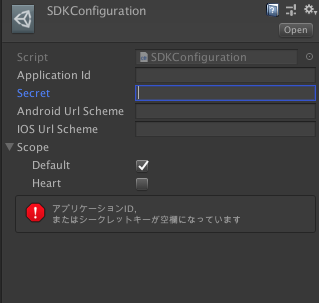 SDKConfiguration
Open
Script SDKConfiguration
Application Id
Secret
Android Url Scheme
IOS Url Scheme
Scope
Default
Heart
アプリケーションID,
またはシークレットキーが空欄になっています